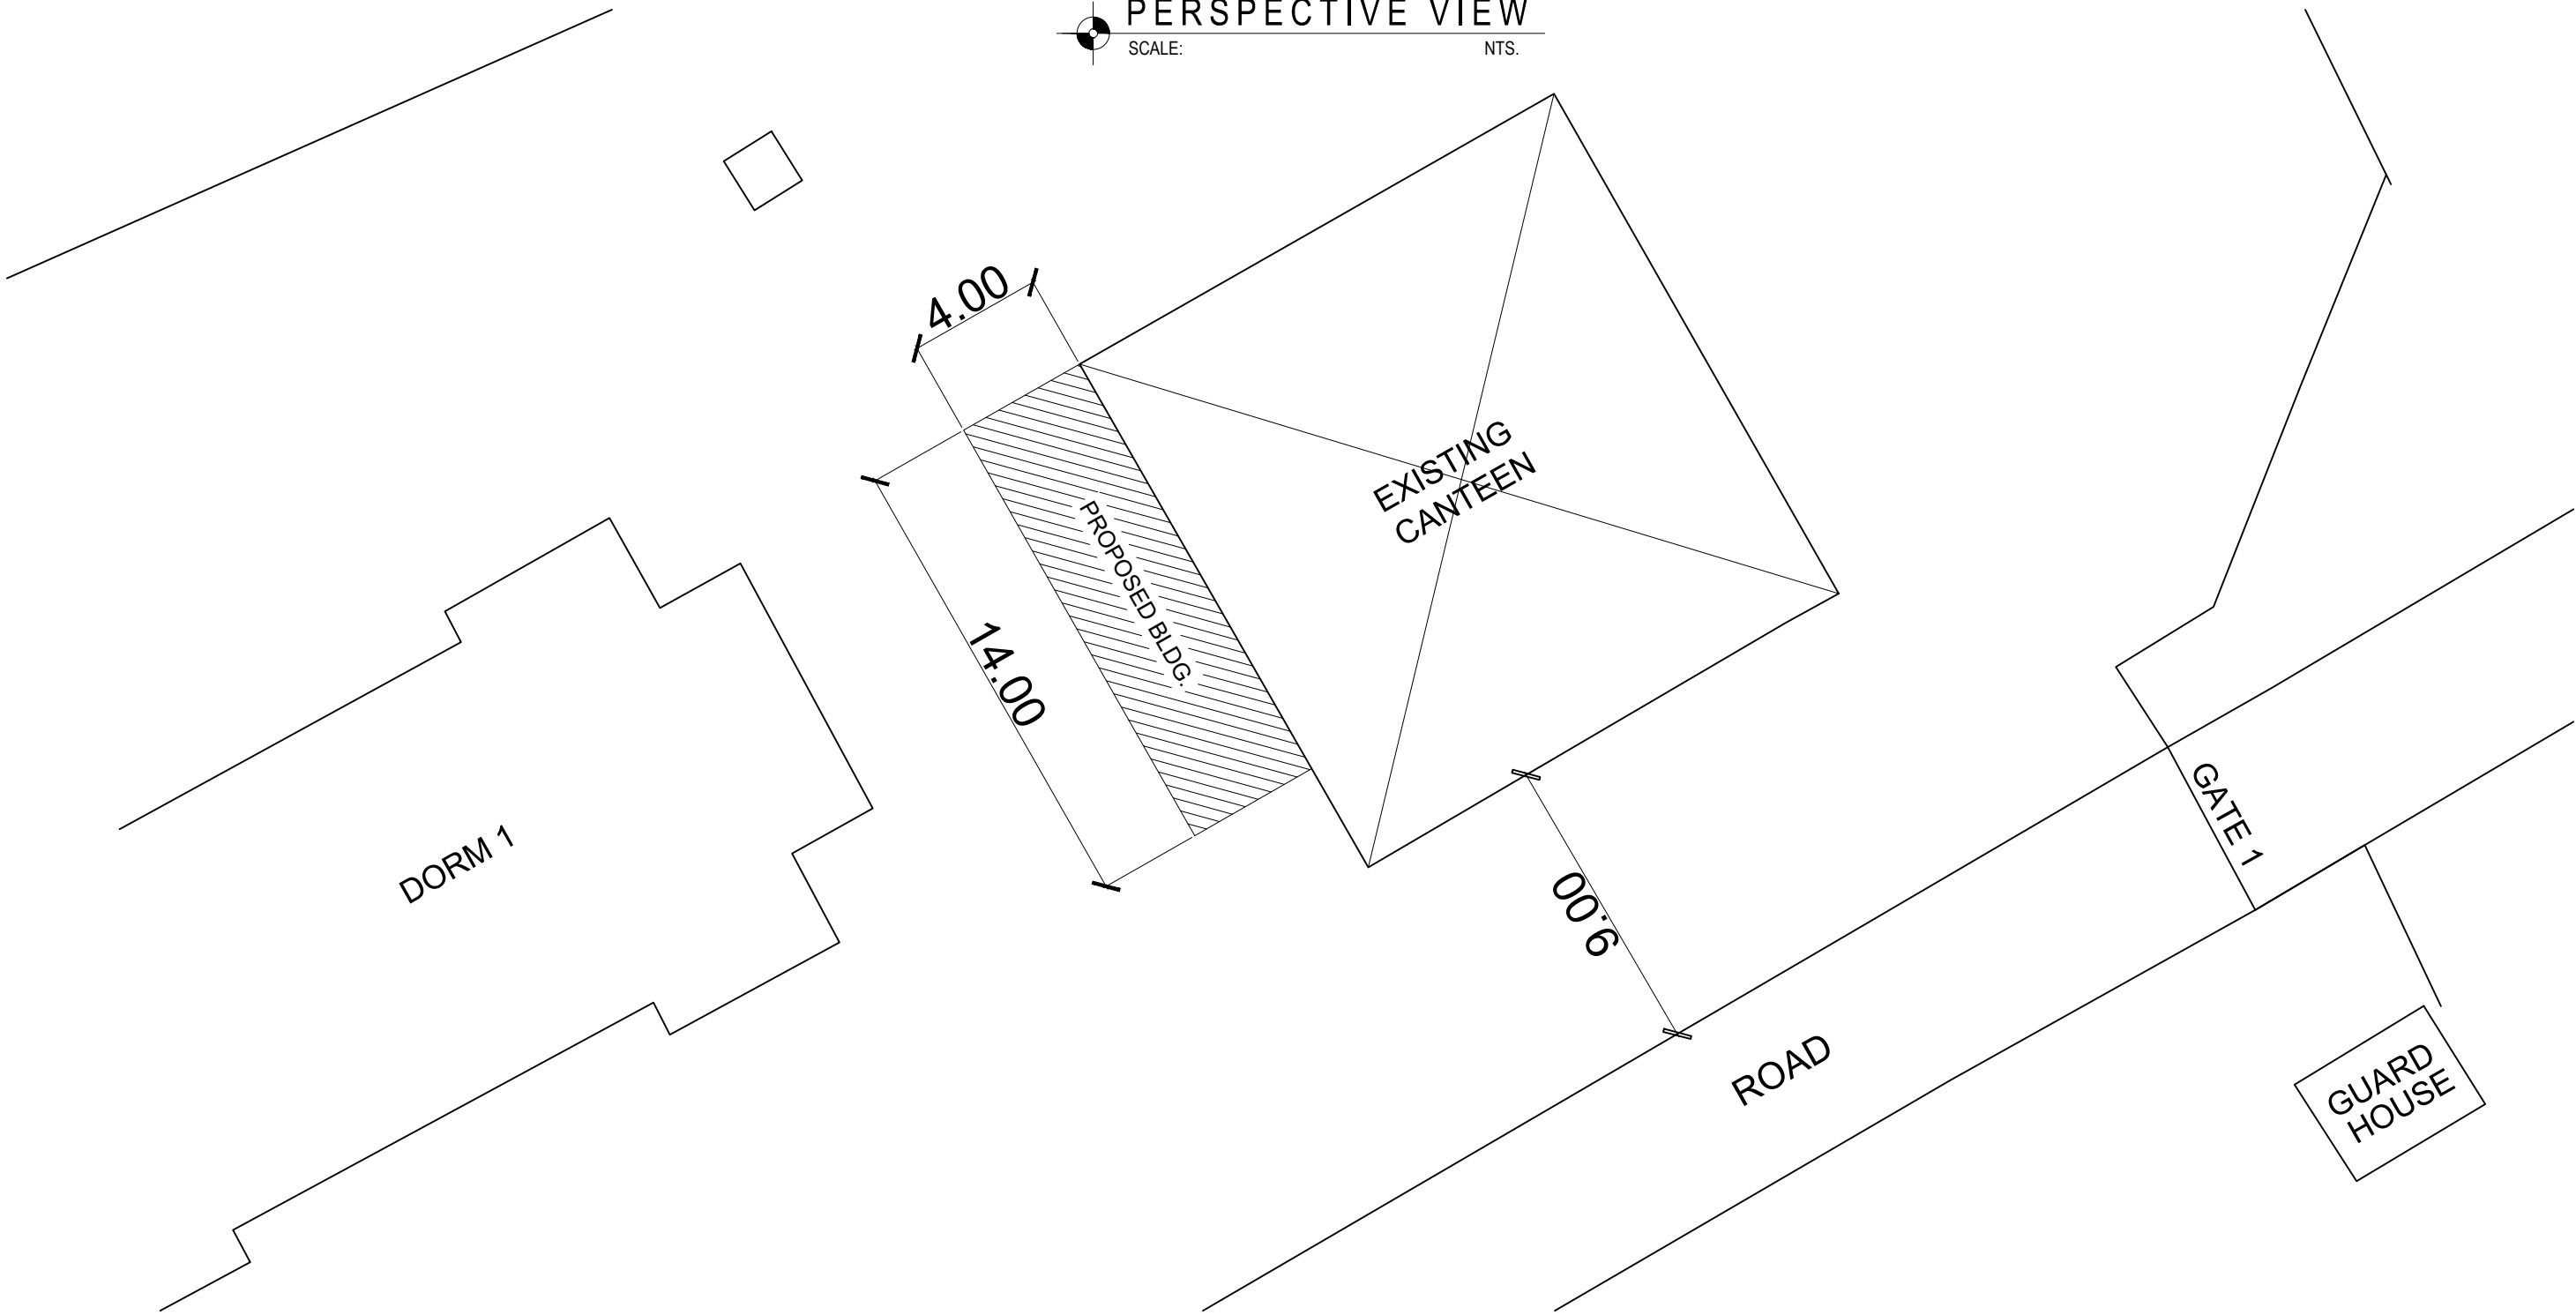 PERSPECTIVE VIEW
SCALE: NTS.
4.00
EXISTING
CANTEEN
PROPOSED BLDG.
14.00
DORM 1
9.00
GATE 1
ROAD
GUARD
HOUSE